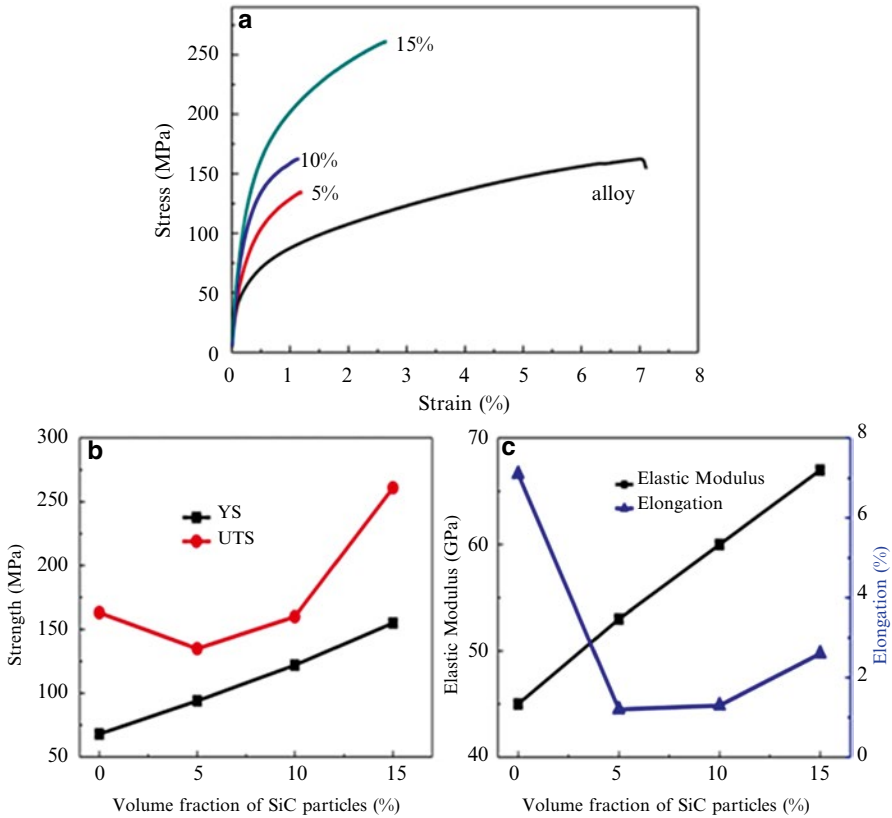 a
250
200
150
100
50
0
Stress (MPa)
15%
10%
5%
alloy
0 1 2 3 4 5 6 7 8
Strain (%)
b
300
250
200
150
100
50
Strength (MPa)
YS
UTS
0 5 10 15
Volume fraction of SiC particles (%)
c
70
60
50
40
Elastic Modulus (GPa)
Elastic Modulus
Elongation
8
6
4
2
0
Elongation (%)
0 5 10 15
Volume fraction of SiC particles (%)